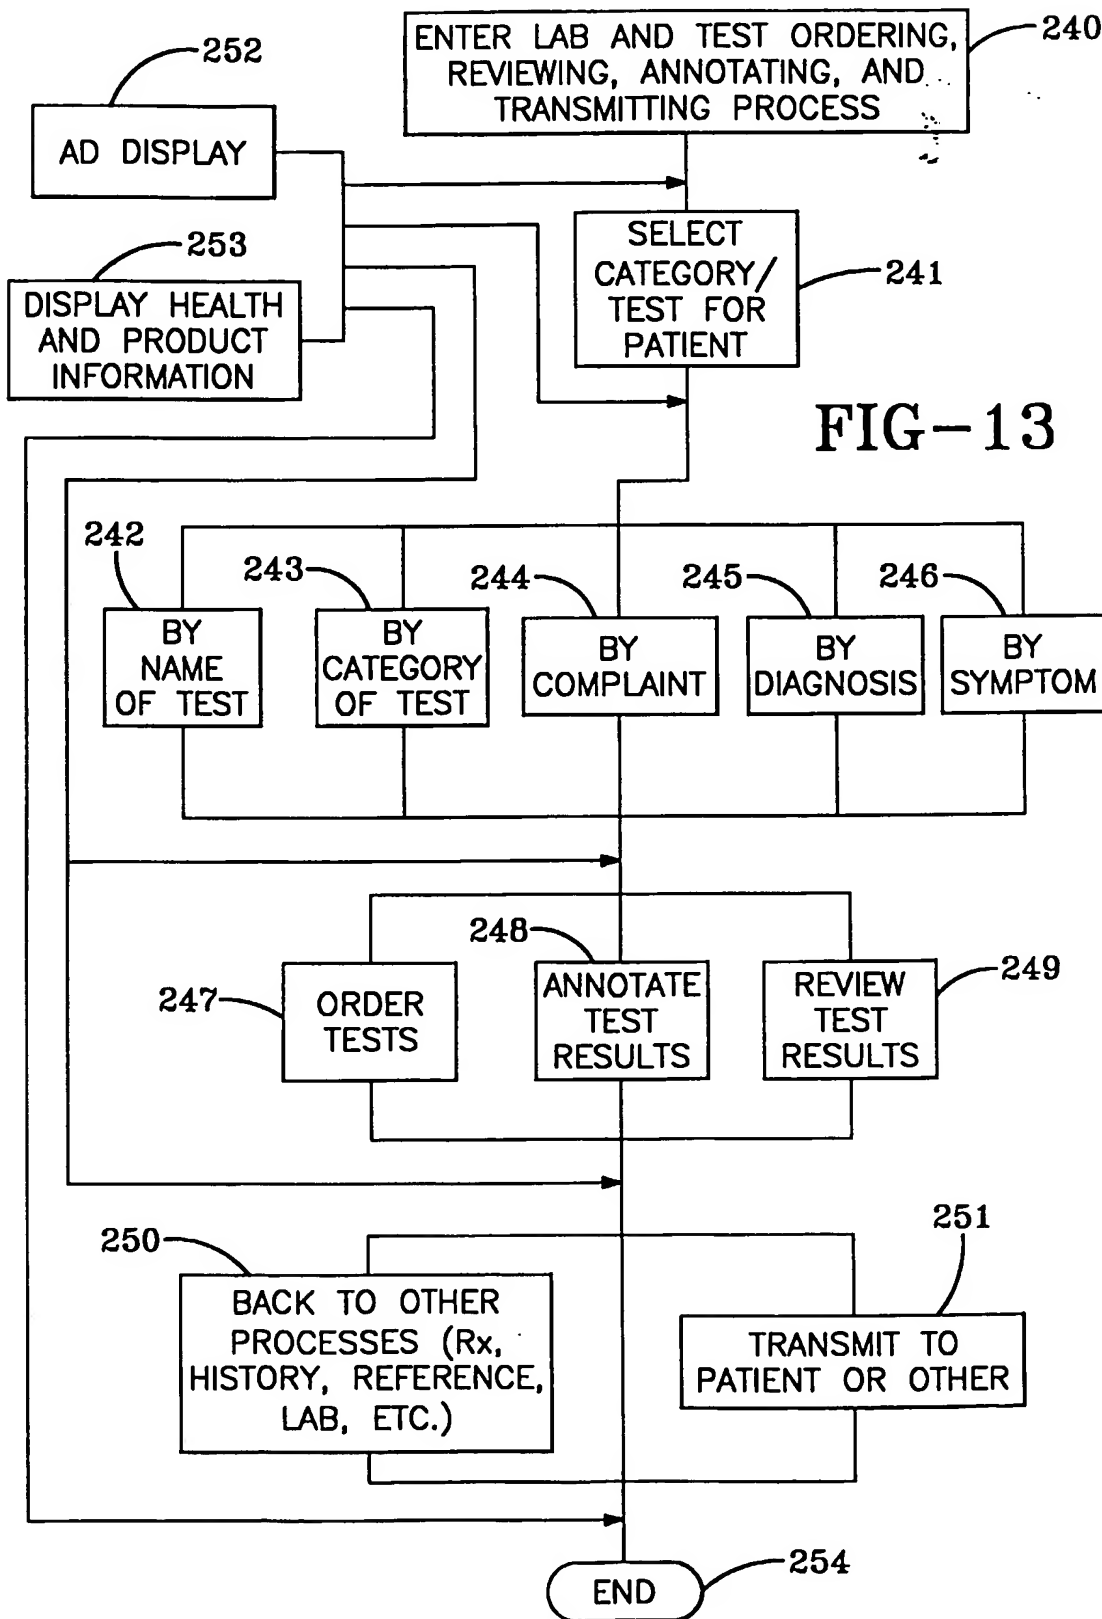 240
ENTER LAB AND TEST ORDERING,
REVIEWING, ANNOTATING, AND
TRANSMITTING PROCESS
252
AD DISPLAY
253
DISPLAY HEALTH
AND PRODUCT
INFORMATION
SELECT
CATEGORY/
TEST FOR
PATIENT
241
FIG-13
242
BY
NAME
OF TEST
243
BY
CATEGORY
OF TEST
244
BY
COMPLAINT
245
BY
DIAGNOSIS
246
BY
SYMPTOM
247
ORDER
TESTS
248
ANNOTATE
TEST
RESULTS
249
REVIEW
TEST
RESULTS
250
BACK TO OTHER
PROCESSES (Rx,
HISTORY, REFERENCE,
LAB, ETC.)
251
TRANSMIT TO
PATIENT OR OTHER
END
254